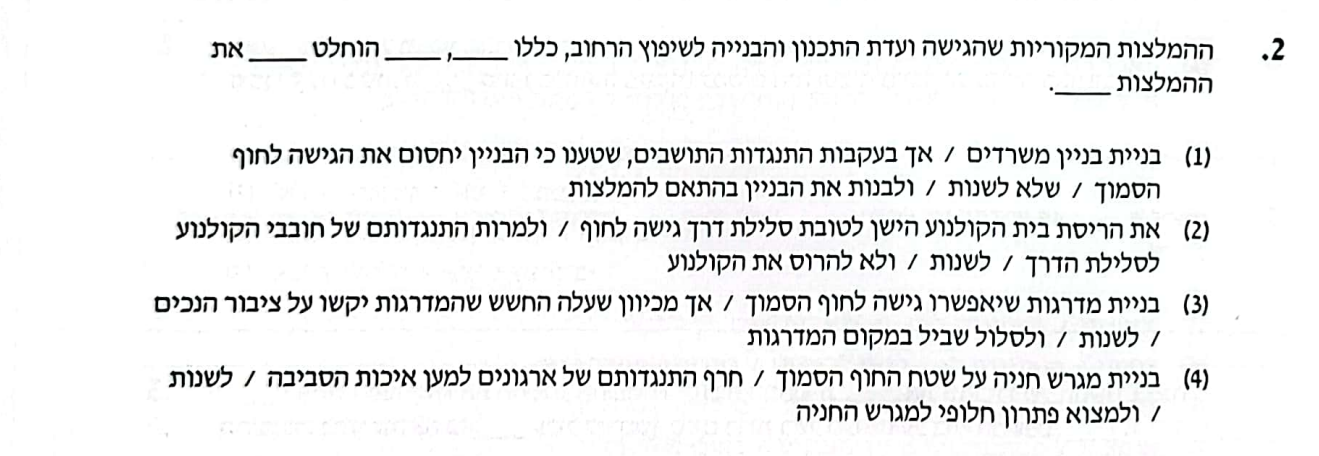 2. ההמלצות המקוריות שהגישה ועדת התכנון והבנייה לשיפוץ הרחוב, כללו ____, ____ הוחלט ____ את
ההמלצות ____.
(1) בניית בניין משרדים / אך בעקבות התנגדות התושבים, שטענו כי הבניין יחסום את הגישה לחוף
הסמוך / שלא לשנות / ולבנות את הבניין בהתאם להמלצות
(2) את הריסת בית הקולנוע הישן לטובת סלילת דרך גישה לחוף / ולמרות התנגדותם של חובבי הקולנוע
לסלילת הדרך / לשנות / ולא להרוס את הקולנוע
(3) בניית מדרגות שיאפשרו גישה לחוף הסמוך / אך מכיוון שעלה החשש שהמדרגות יקשו על ציבור הנכים
/ לשנות / ולסלול שביל במקום המדרגות
(4) בניית מגרש חניה על שטח החוף הסמוך / חרף התנגדותם של ארגונים למען איכות הסביבה / לשנות
/ ולמצוא פתרון חלופי למגרש החניה